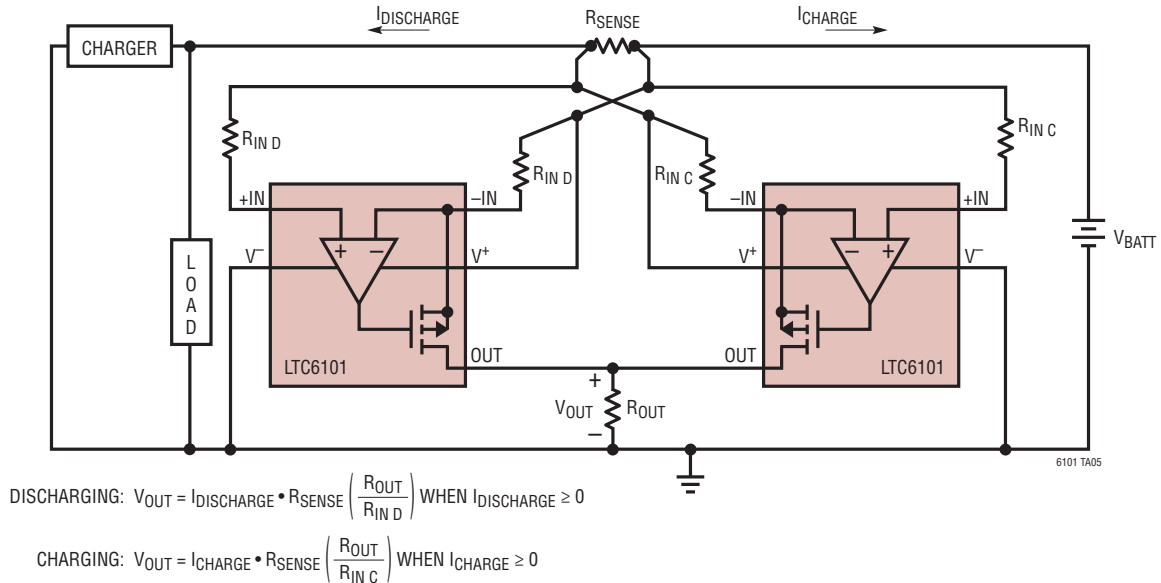 IDISCHARGE
RSENSE
ICHARGE
CHARGER
RIN D
RIN D
RIN C
RIN C
+IN
–IN
–IN
+IN
V–
V+
V+
V–
VBATT
LOAD
OUT
OUT
LTC6101
LTC6101
+
–
–
+
+
VOUT
ROUT
–
6101 TA05
DISCHARGING: VOUT = IDISCHARGE • RSENSE (ROUT/RIN D) WHEN IDISCHARGE ≥ 0
CHARGING: VOUT = ICHARGE • RSENSE (ROUT/RIN C) WHEN ICHARGE ≥ 0